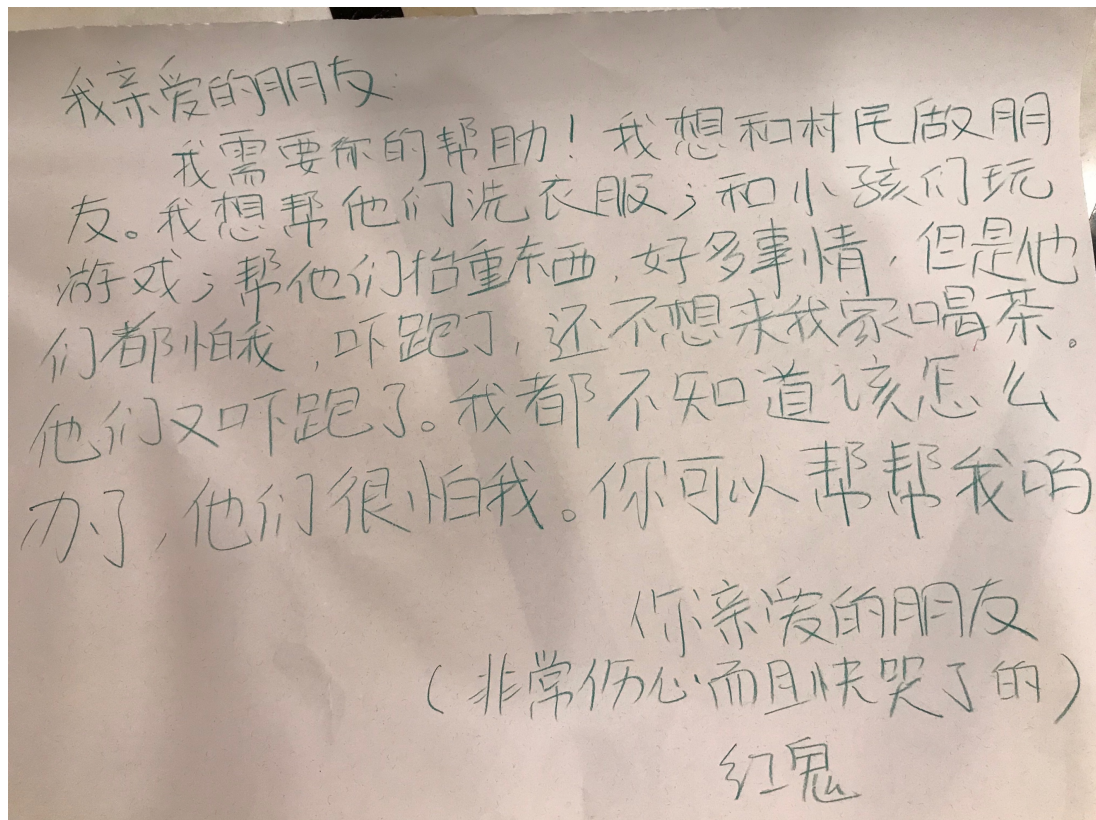 我亲爱的朋友
我需要你的帮助！我想和村民做朋
友。我想帮他们洗衣服；和小孩们玩
游戏；帮他们抬重东西，好多事情，但是他
们都怕我，吓跑了，还不想来我家喝茶。
他们又吓跑了。我都不知道该怎么
办了，他们很怕我。你可以帮帮我吗
你亲爱的朋友
（非常伤心而且快哭了的）
红鬼